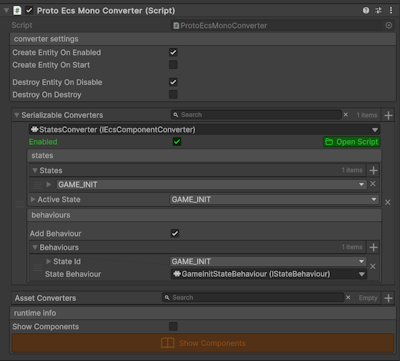 Proto Ecs Mono Converter (Script)
Script ProtoEcsMonoConverter
converter settings
Create Entity On Enabled
Create Entity On Start
Destroy Entity On Disable
Destroy On Destroy
Serializable Converters Search 1 items
StatesConverter (IEcsComponentConverter)
Enabled Open Script
states
States 1 items
GAME_INIT
Active State GAME_INIT
behaviours
Add Behaviour
Behaviours 1 items
State Id GAME_INIT
State Behaviour GameInitStateBehaviour (IStateBehaviour)
Asset Converters Search Empty
runtime info
Show Components
Show Components